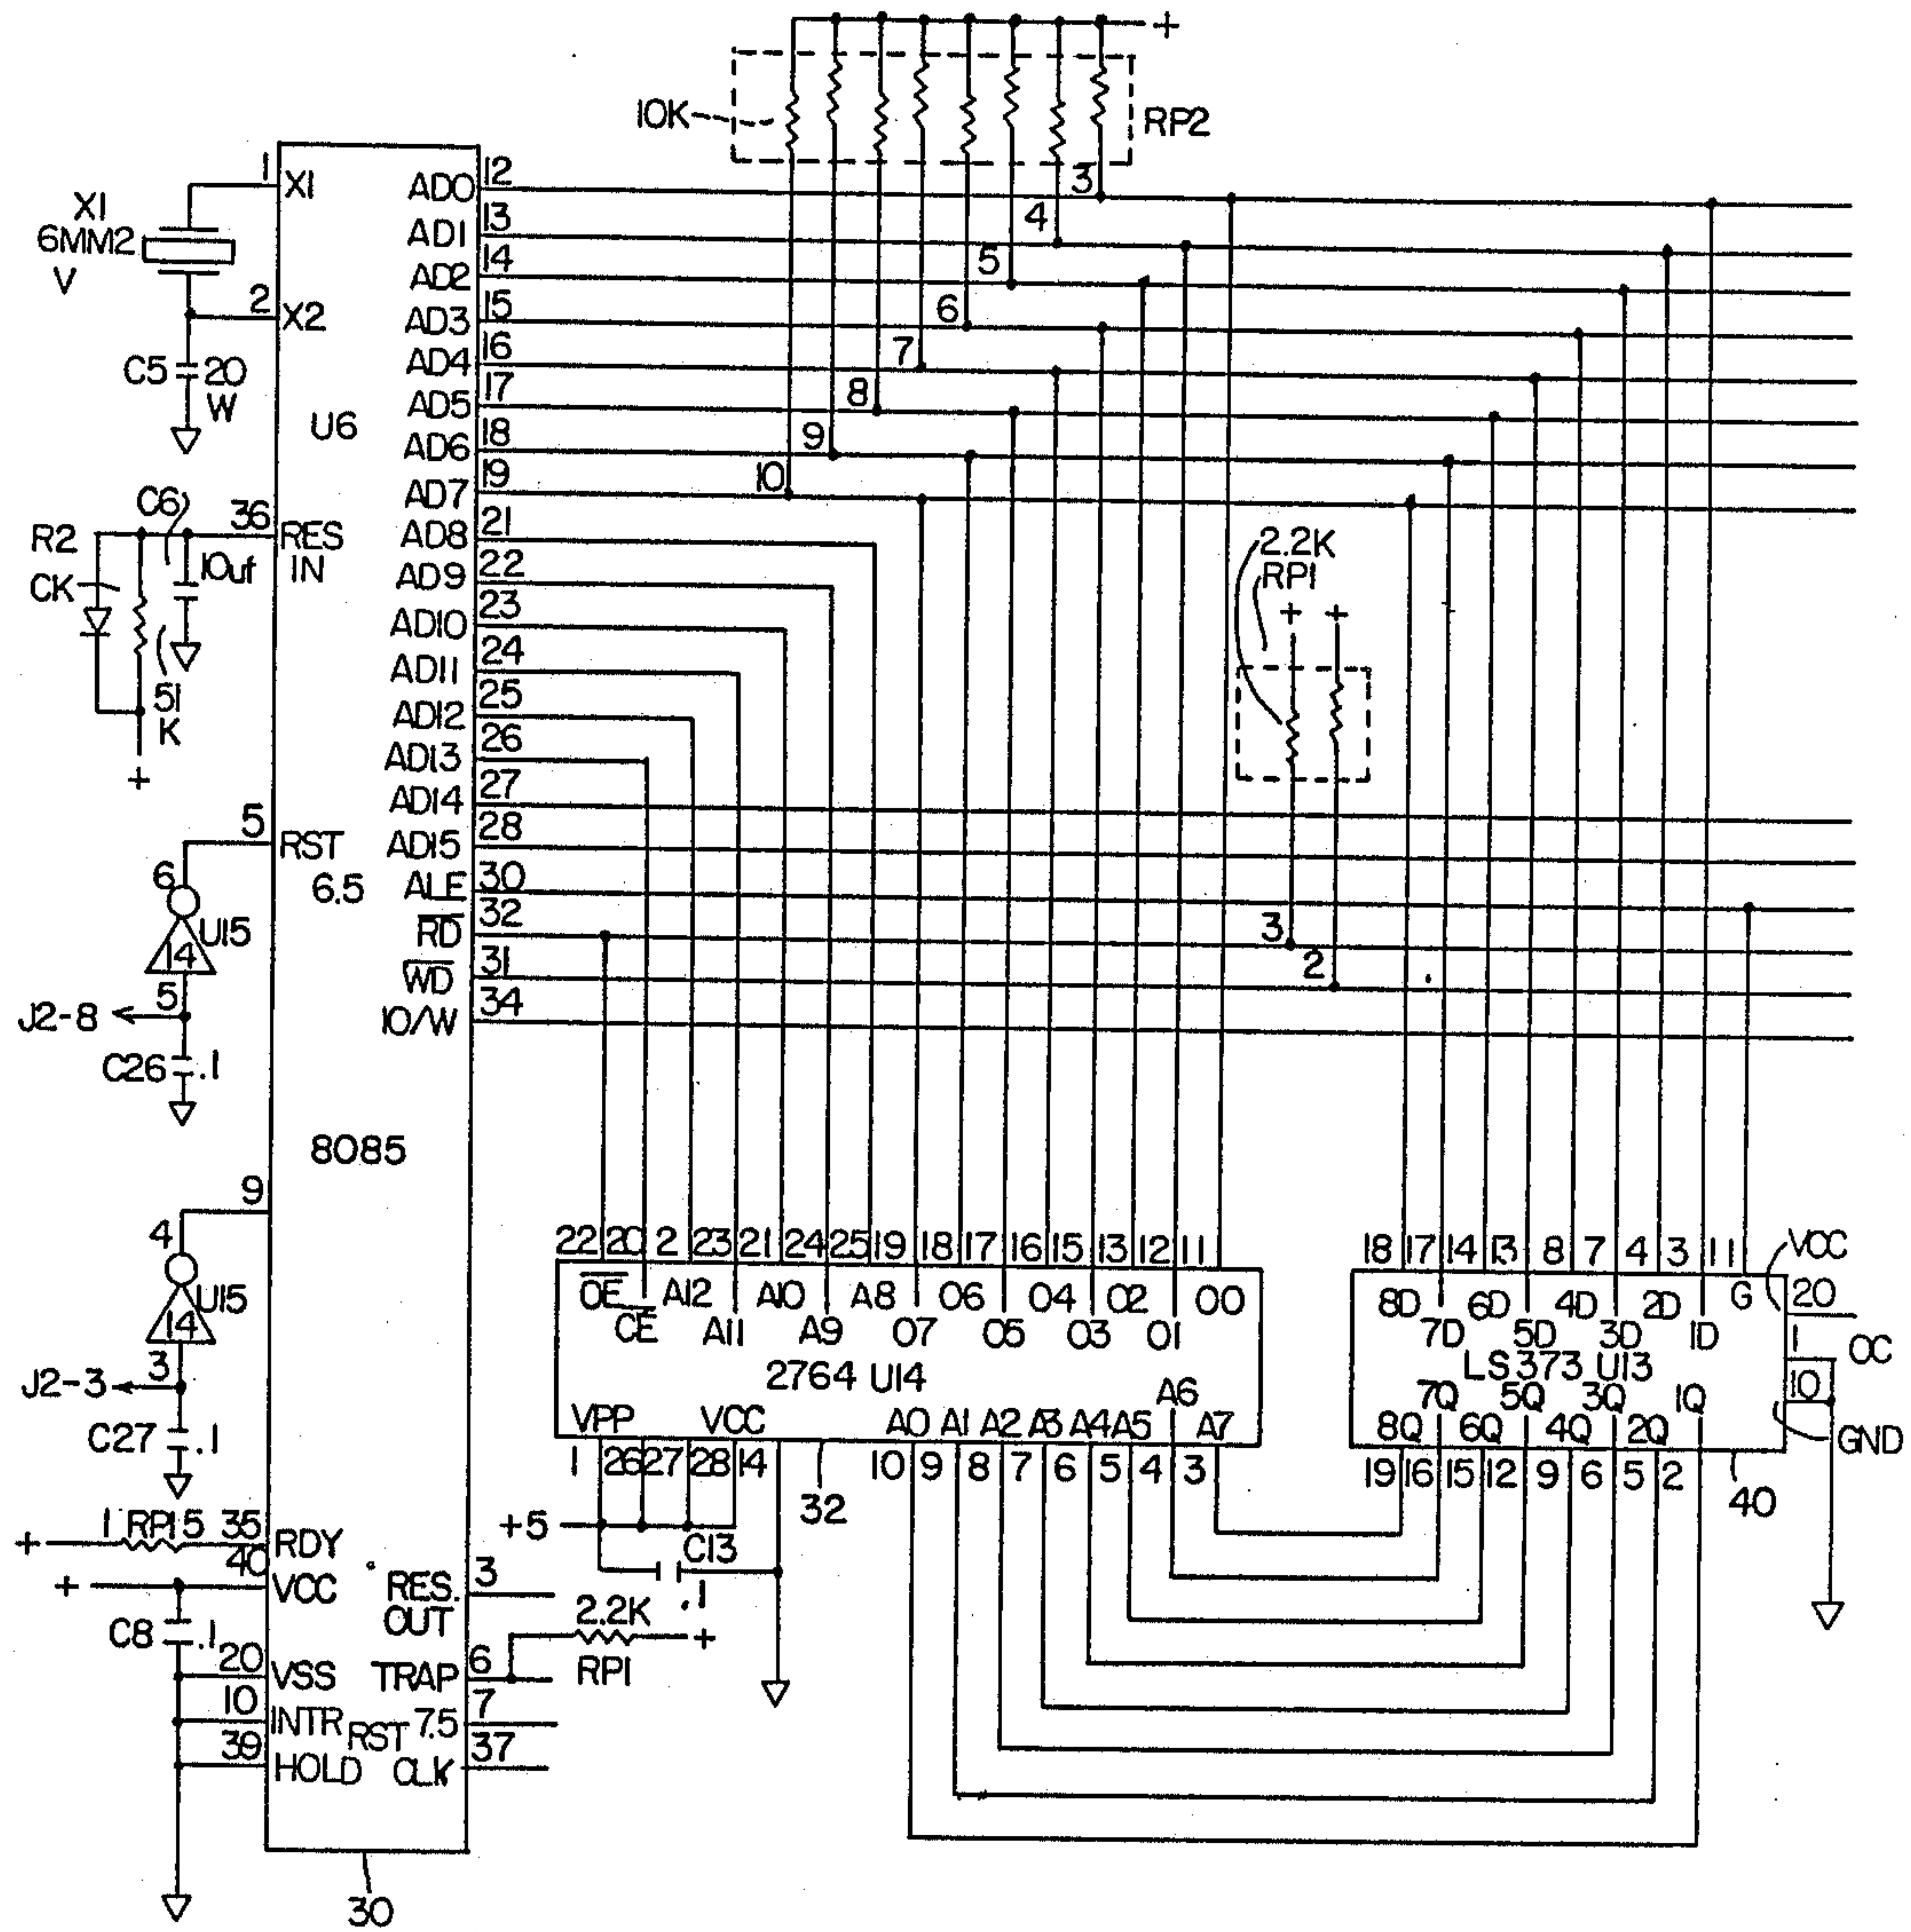 +
10K
RP2
1
X1
AD0
12
3
X1
6MM2
V
AD1
13
4
AD2
14
5
2
X2
AD3
15
6
C5
20
W
AD4
16
7
AD5
17
8
U6
AD6
18
9
AD7
19
10
C6
36
R2
RES
IN
10uf
CK
AD8
21
2.2K
RP1
AD9
22
+ +
AD10
23
AD11
24
51
K
+
AD12
25
AD13
26
AD14
27
5
RST
6.5
AD15
28
6
U15
14
ALE
30
RD
32
3
5
WD
31
2
J2-8
IO/W
34
C26
.1
8085
9
4
U15
14
3
J2-3
C27
.1
22 20 2 23 21 24 25 19 18 17 16 15 13 12 11
OE A12 A10 A8 O6 O4 O2 O0
CE A11 A9 O7 O5 O3 O1
2764 U14
VPP VCC A0 A1 A2 A3 A4 A5 A6 A7
1 26 27 28 14 10 9 8 7 6 5 4 3
32
18 17 14 13 8 7 4 3 11
VCC
8D 6D 4D 2D G
20
7D 5D 3D 1D
1
OC
LS373 U13
10
7Q 5Q 3Q 1Q
8Q 6Q 4Q 2Q
GND
19 16 15 12 9 6 5 2
40
+5
C13
.1
+
1 RP1 5
35
RDY
40
+
VCC
RES.
OUT
3
C8
.1
2.2K
+
RP1
20
VSS
TRAP
6
10
INTR
RST 7.5
7
39
HOLD
CLK
37
30